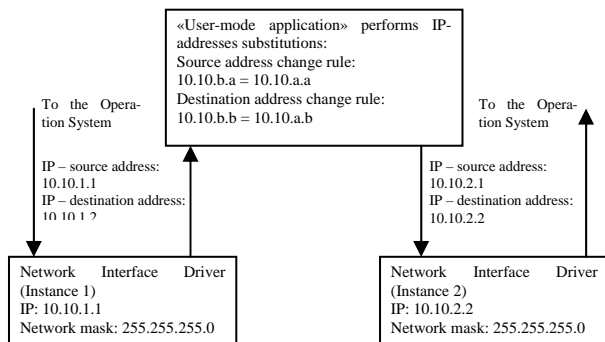 «User-mode application» performs IP-
addresses substitutions:
Source address change rule:
10.10.b.a = 10.10.a.a
Destination address change rule:
10.10.b.b = 10.10.a.b
To the Opera-
tion System
IP – source address:
10.10.1.1
IP – destination address:
10.10.1.2
To the Opera-
tion System
IP – source address:
10.10.2.1
IP – destination address:
10.10.2.2
Network Interface Driver
(Instance 1)
IP: 10.10.1.1
Network mask: 255.255.255.0
Network Interface Driver
(Instance 2)
IP: 10.10.2.2
Network mask: 255.255.255.0